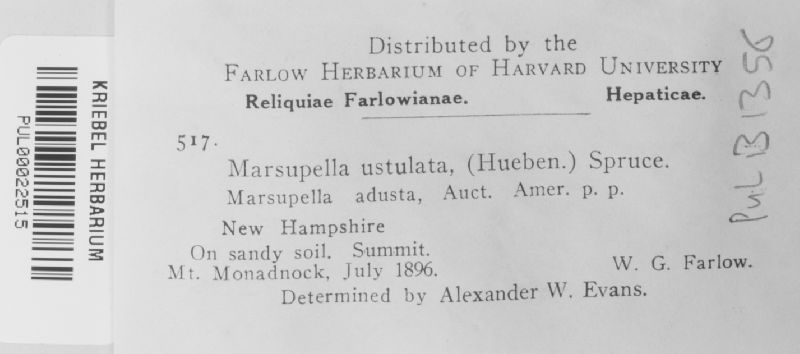 Distributed by the
FARLOW HERBARIUM OF HARVARD UNIVERSITY
Reliquiae Farlowianae. Hepaticae.
517.
Marsupella ustulata, (Hueben.) Spruce.
Marsupella adusta, Auct. Amer. p. p.
New Hampshire
On sandy soil. Summit.
Mt. Monadnock, July 1896. W. G. Farlow.
Determined by Alexander W. Evans.
KRIEBEL HERBARIUM
PUL00022515
PUL B1356